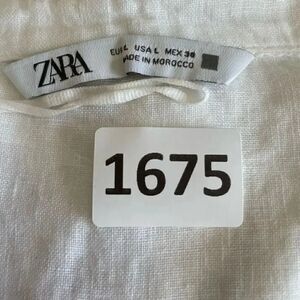 ZARA
EUR L USA L MEX 30
MADE IN MOROCCO
1675